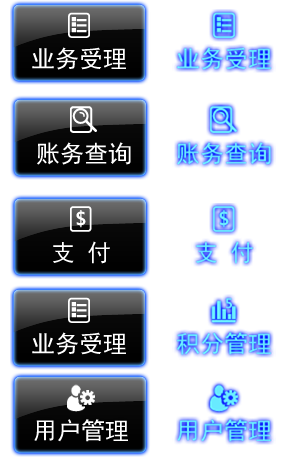 业务受理 业务受理
账务查询 账务查询
$ $
支 付 支 付
$
业务受理 积分管理
用户管理 用户管理